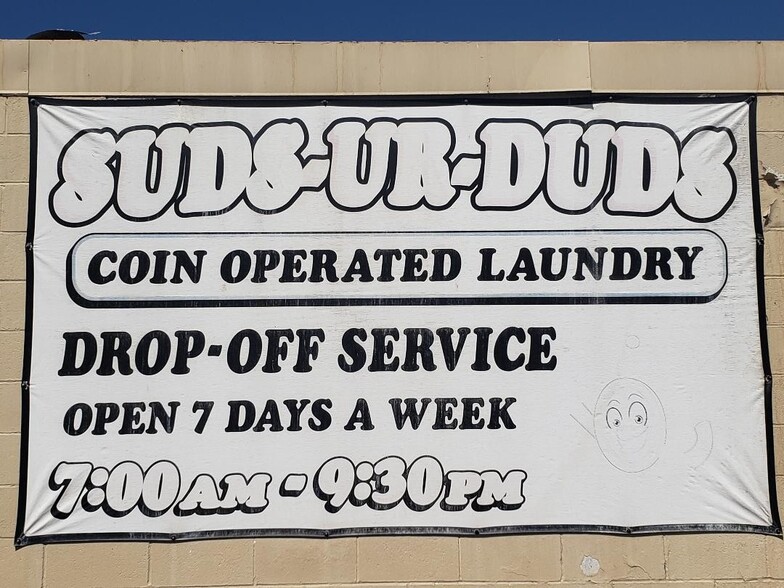 SUDS-UR-DUDS
COIN OPERATED LAUNDRY
DROP-OFF SERVICE
OPEN 7 DAYS A WEEK
7:00AM - 9:30PM